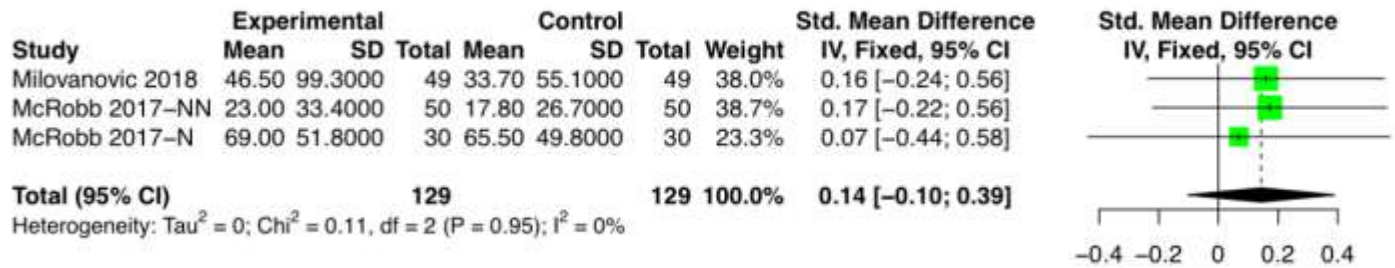 Experimental Control Std. Mean Difference Std. Mean Difference
Study Mean SD Total Mean SD Total Weight IV, Fixed, 95% CI IV, Fixed, 95% CI
Milovanovic 2018 46.50 99.3000 49 33.70 55.1000 49 38.0% 0.16 [−0.24; 0.56]
McRobb 2017−NN 23.00 33.4000 50 17.80 26.7000 50 38.7% 0.17 [−0.22; 0.56]
McRobb 2017−N 69.00 51.8000 30 65.50 49.8000 30 23.3% 0.07 [−0.44; 0.58]
Total (95% CI) 129 129 100.0% 0.14 [−0.10; 0.39]
Heterogeneity: Tau² = 0; Chi² = 0.11, df = 2 (P = 0.95); I² = 0%
−0.4 −0.2 0 0.2 0.4